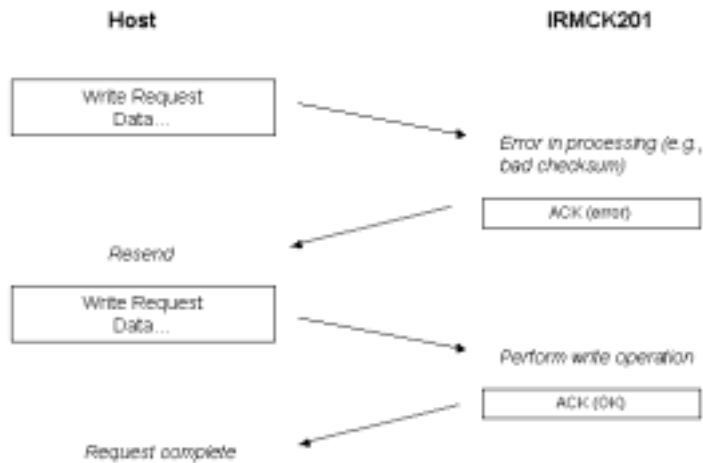 Host
IRMCK201
Write Request
Data...
Error in processing (e.g.,
bad checksum)
ACK (error)
Resend
Write Request
Data...
Perform write operation
ACK (OK)
Request complete